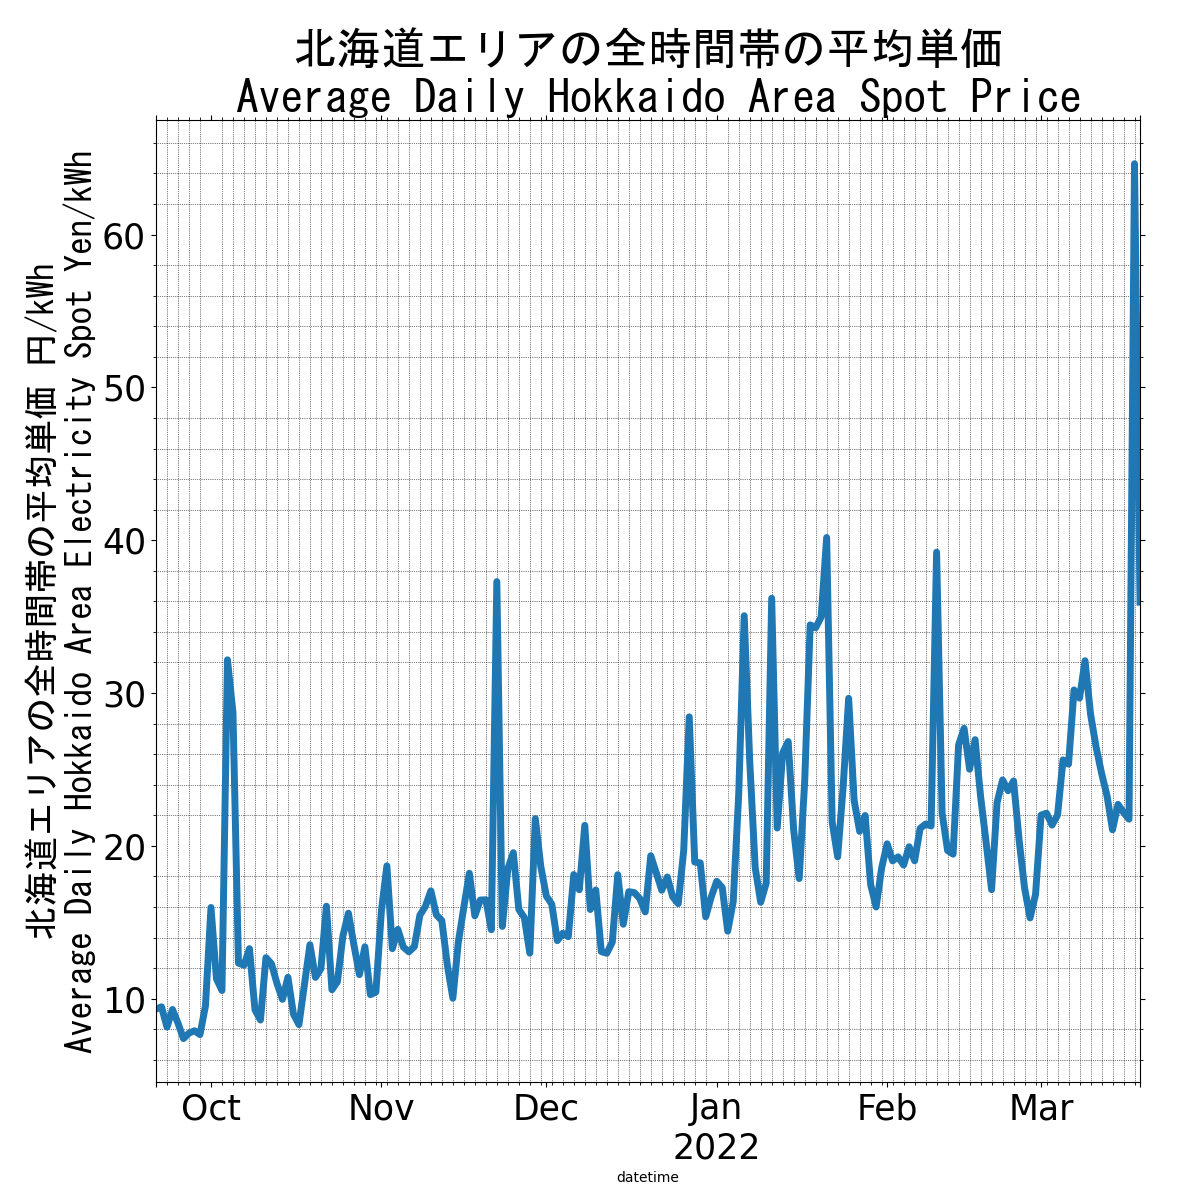 北海道エリアの全時間帯の平均単価
Average Daily Hokkaido Area Spot Price
北海道エリアの全時間帯の平均単価 円/kWh
Average Daily Hokkaido Area Electricity Spot Yen/kWh
60
50
40
30
20
10
Oct
Nov
Dec
Jan
2022
Feb
Mar
datetime